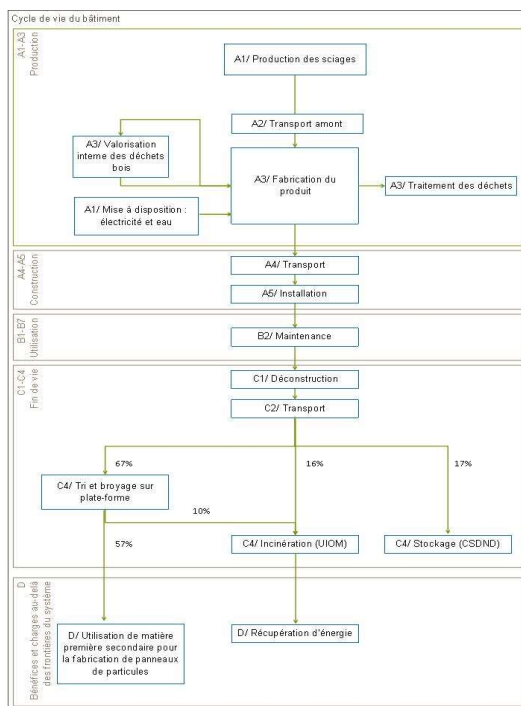 Cycle de vie du bâtiment
A1-A3
Production
A1/ Production des sciages
A2/ Transport amont
A3/ Valorisation
interne des déchets
bois
A3/ Fabrication du
produit
A3/ Traitement des déchets
A1/ Mise à disposition :
électricité et eau
A4-A5
Construction
A4/ Transport
A5/ Installation
B1-B7
Utilisation
B2/ Maintenance
C1-C4
Fin de vie
C1/ Déconstruction
C2/ Transport
67%
16%
17%
C4/ Tri et broyage sur
plate-forme
10%
57%
C4/ Incinération (UIOM)
C4/ Stockage (CSDND)
D
Bénéfices et charges au-delà
des frontières du système
D/ Utilisation de matière
première secondaire pour
la fabrication de panneaux
de particules
D/ Récupération d'énergie